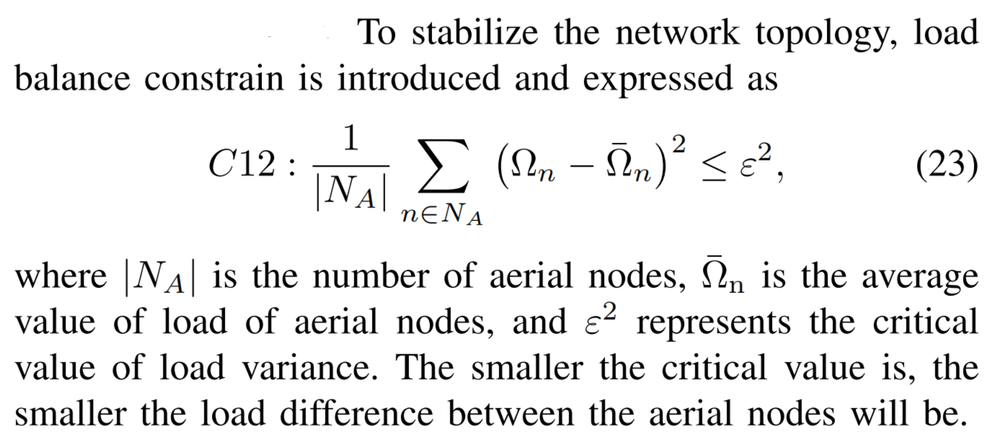 To stabilize the network topology, load
balance constrain is introduced and expressed as
$C12 : \frac{1}{|N_A|} \sum_{n \in N_A} \left( \Omega_n - \bar{\Omega}_n \right)^2 \leq \varepsilon^2,$ (23)
where $|N_A|$ is the number of aerial nodes, $\bar{\Omega}_{\mathrm{n}}$ is the average
value of load of aerial nodes, and $\varepsilon^2$ represents the critical
value of load variance. The smaller the critical value is, the
smaller the load difference between the aerial nodes will be.